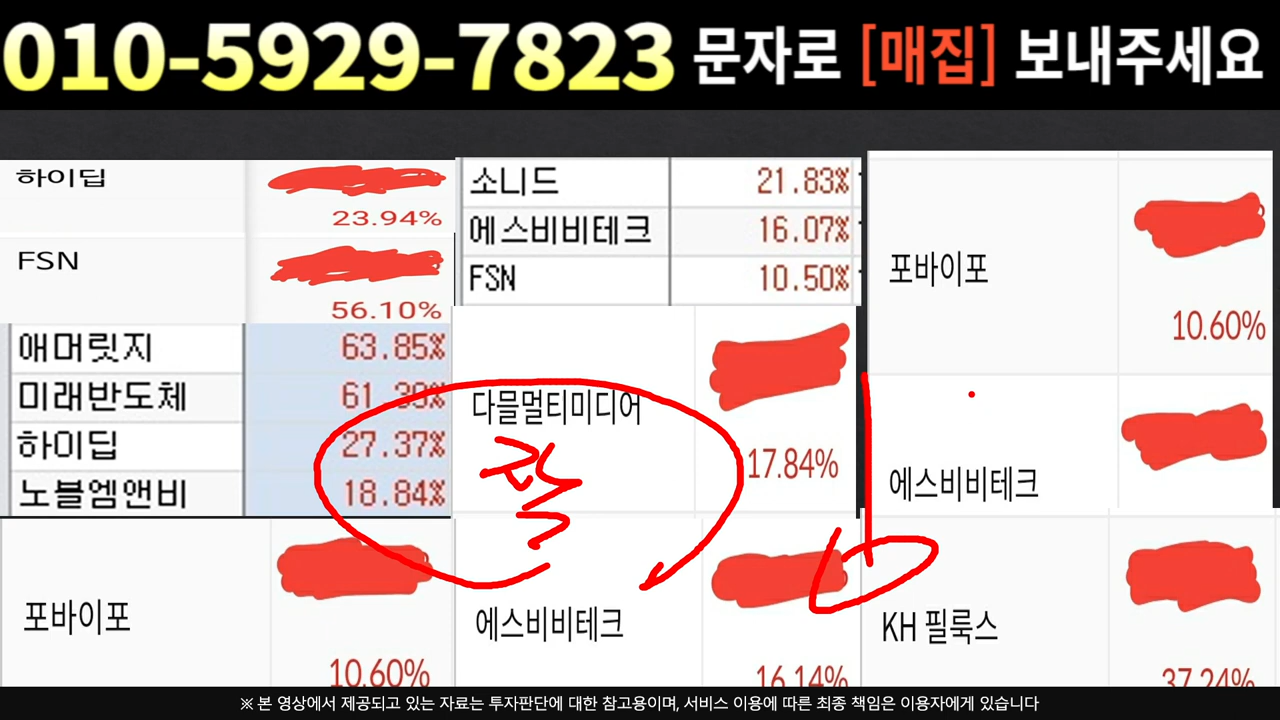 010-5929-7823 문자로 [매집] 보내주세요
하이딥
23.94%
FSN
56.10%
애머릿지 63.85%
미래반도체 61.39%
하이딥 27.37%
노블엠앤비 18.84%
소니드 21.83%
에스비비테크 16.07%
FSN 10.50%
다믈멀티미디어
17.84%
포바이포
10.60%
에스비비테크
포바이포
10.60%
에스비비테크
16.14%
KH 필룩스
37.24%
※ 본 영상에서 제공되고 있는 자료는 투자판단에 대한 참고용이며, 서비스 이용에 따른 최종 책임은 이용자에게 있습니다